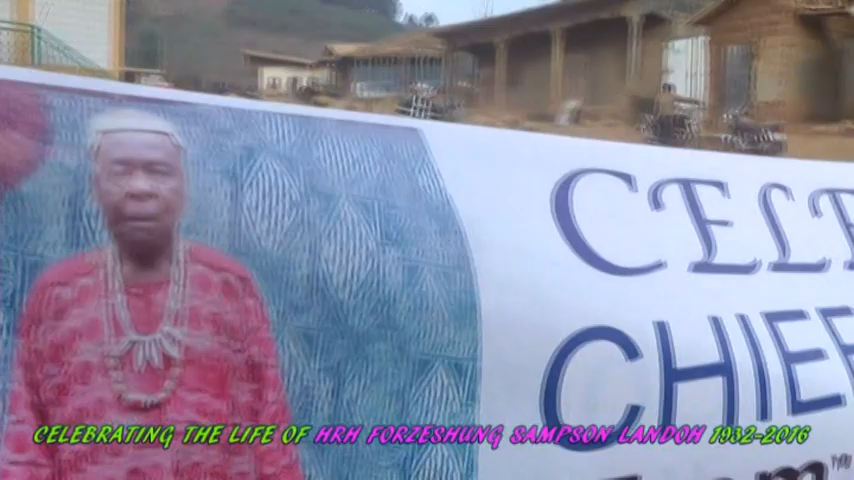 CELE
CHIEF
CELEBRATING THE LIFE OF HRH FORZESHUNG SAMPSON LANDOH 1932-2016